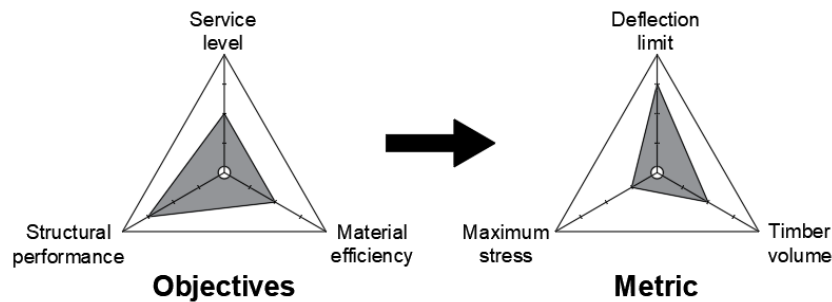 Service
level
Structural
performance
Material
efficiency
Objectives
Deflection
limit
Maximum
stress
Timber
volume
Metric